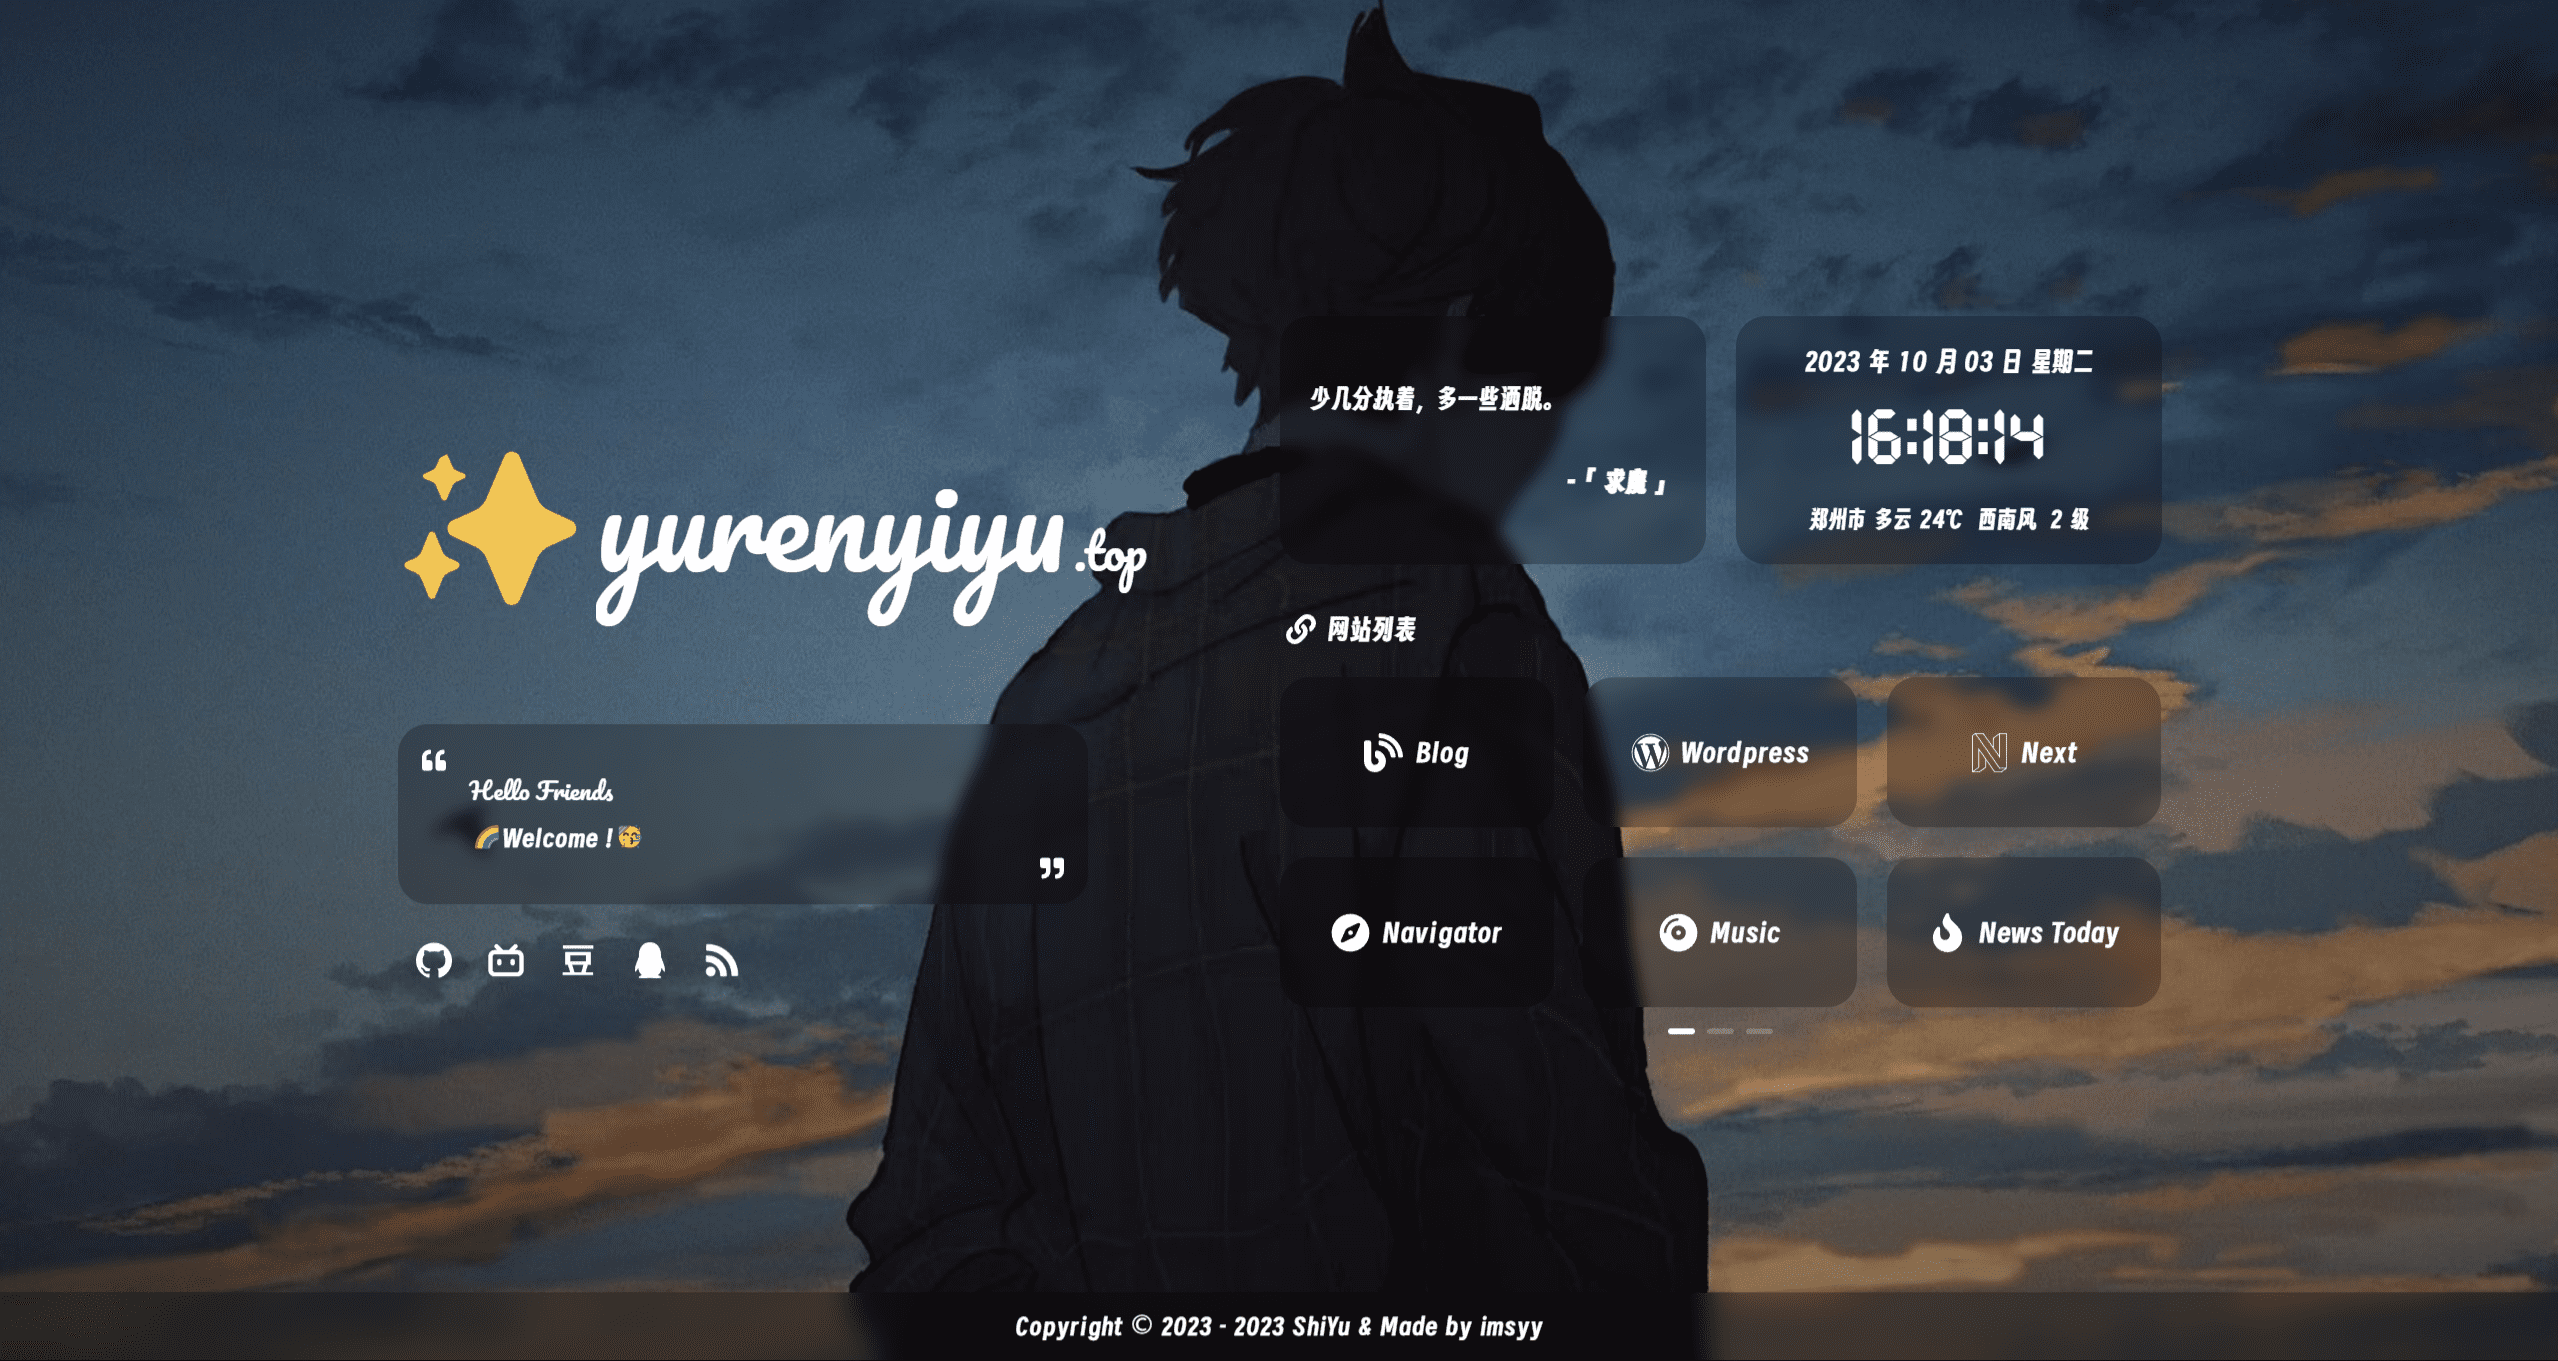 yurenyiyu.top
Hello Friends
🌈Welcome !
少几分执着，多一些洒脱。
-「 求魔 」
2023 年 10 月 03 日 星期二
16:18:14
郑州市 多云 24℃ 西南风 2 级
网站列表
Blog
Wordpress
Next
Navigator
Music
News Today
Copyright © 2023 - 2023 ShiYu & Made by imsyy